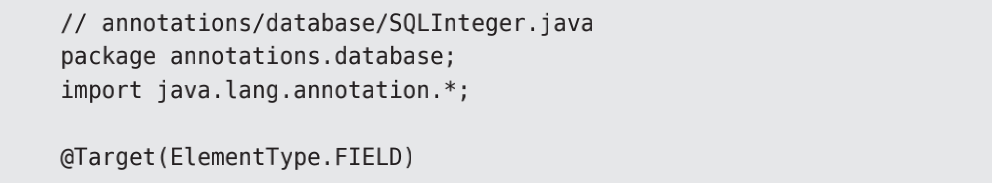 // annotations/database/SQLInteger.java
package annotations.database;
import java.lang.annotation.*;
@Target(ElementType.FIELD)